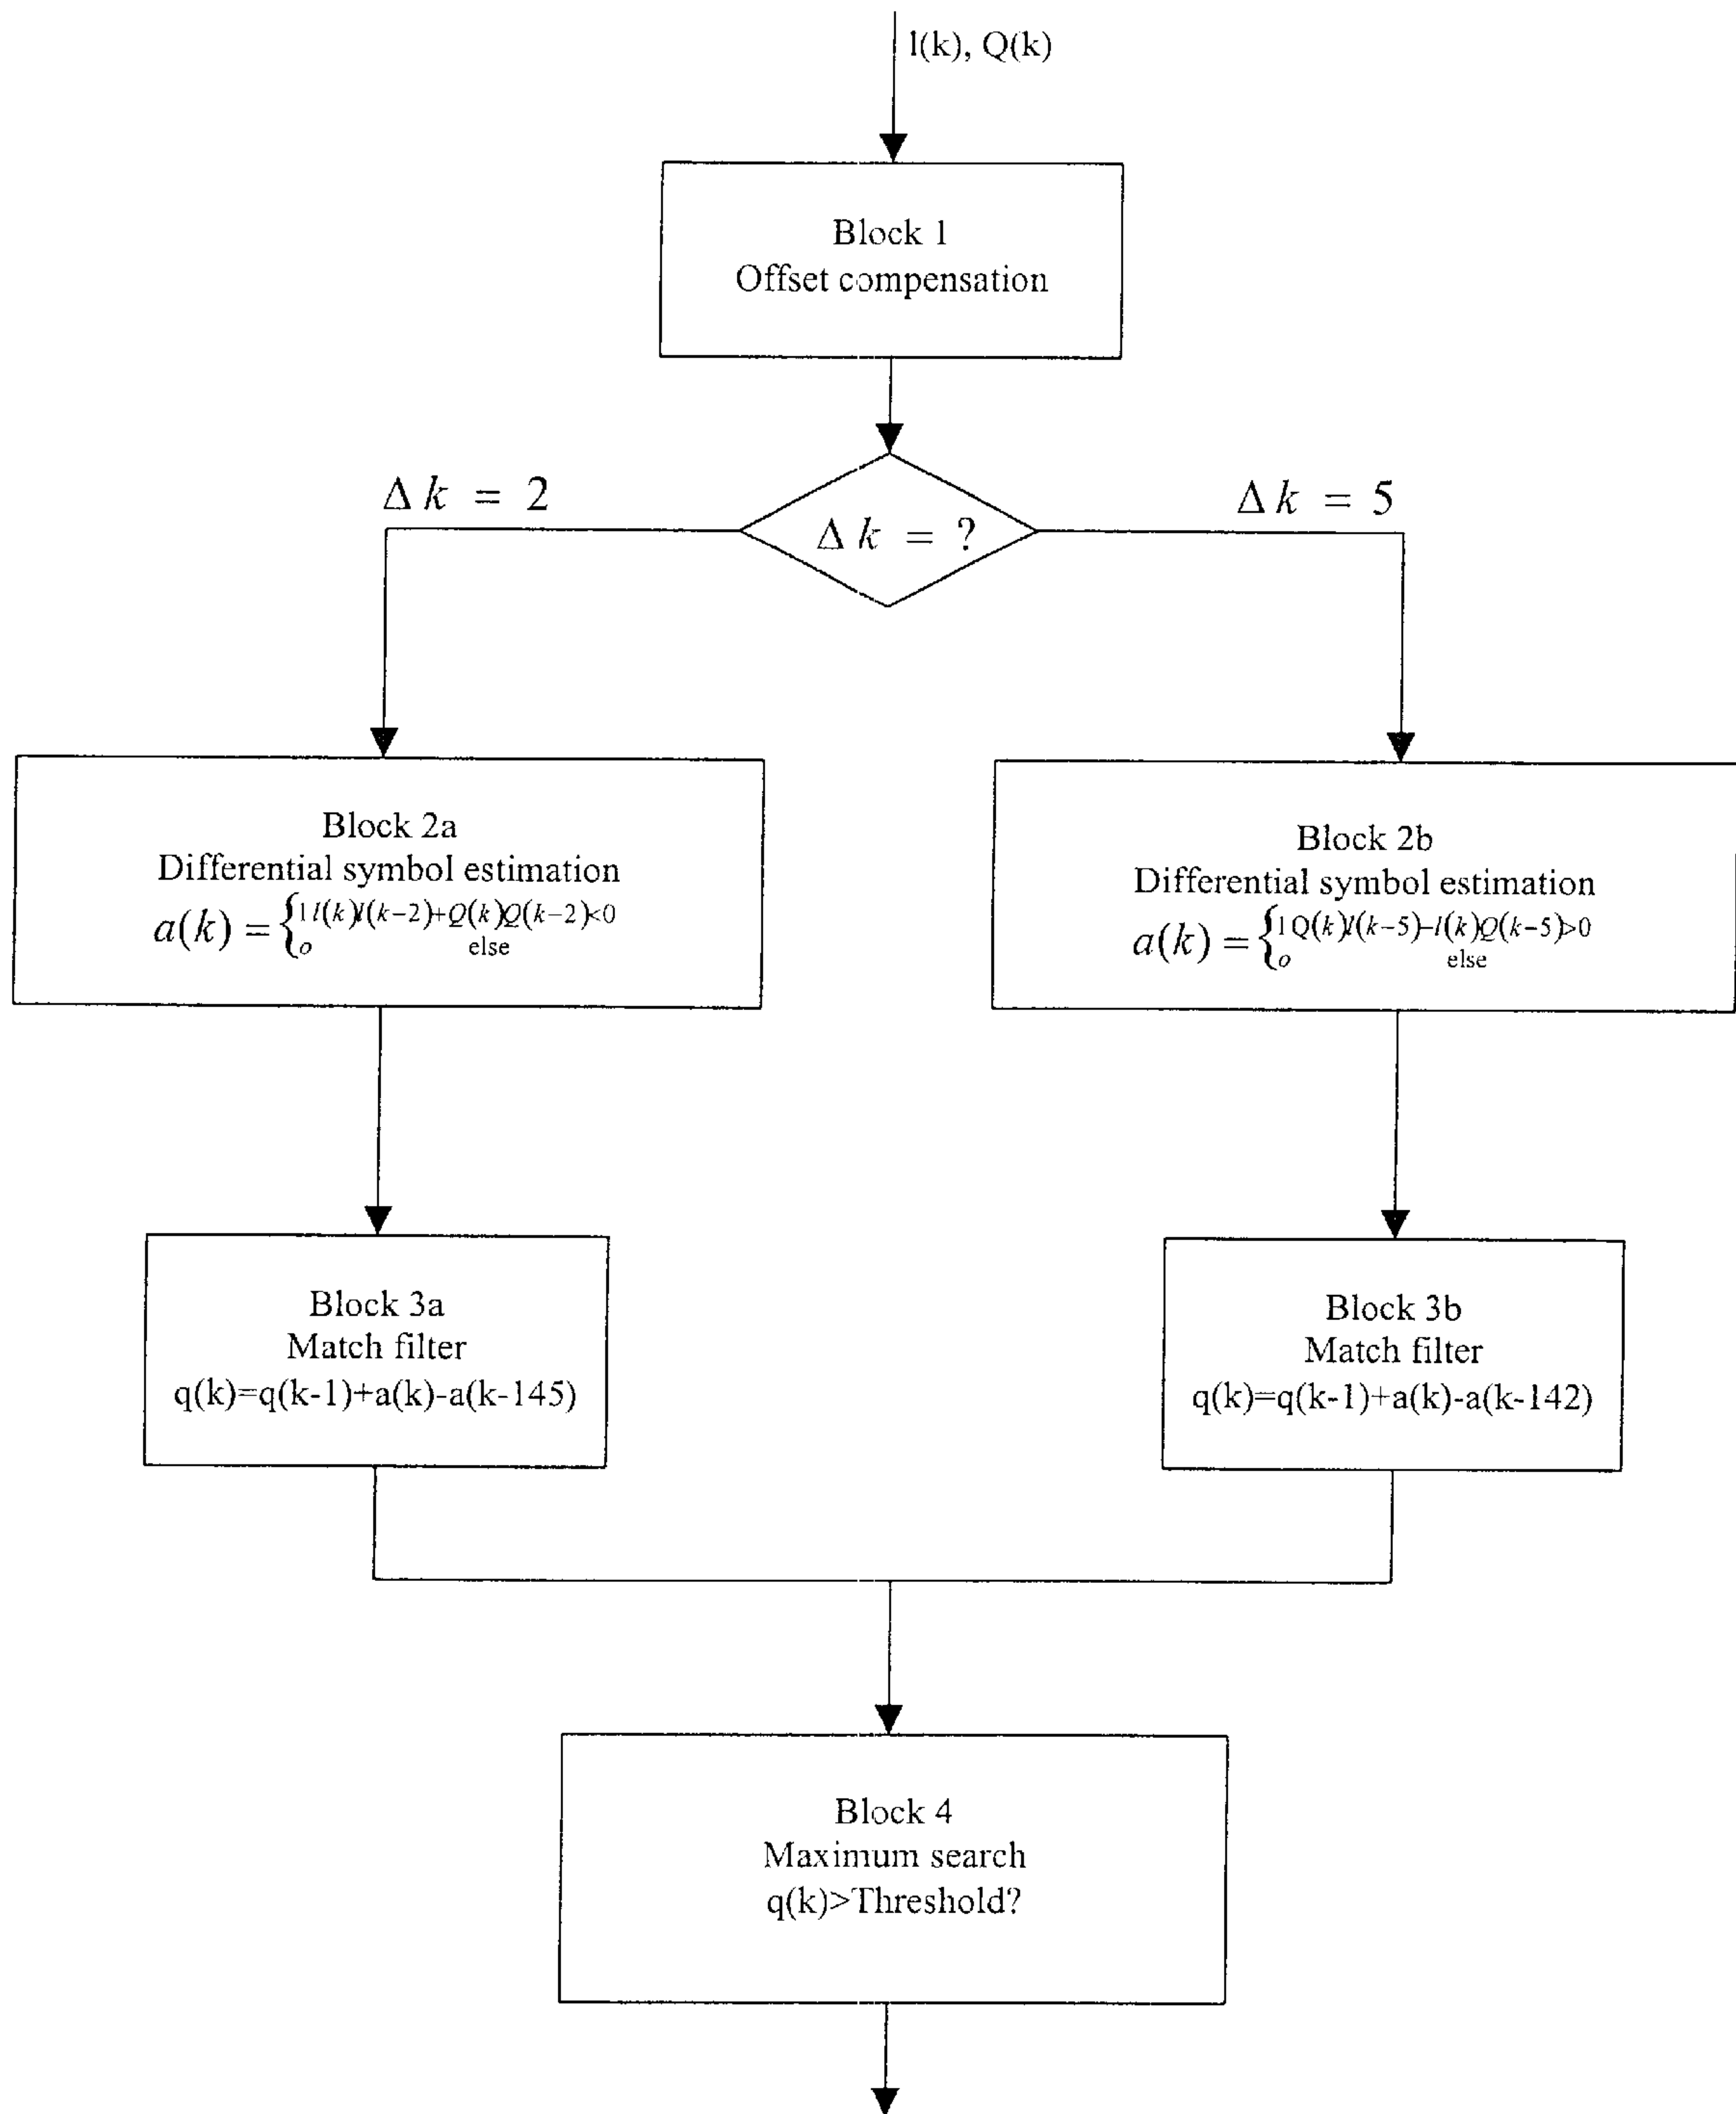 I(k), Q(k)
Block 1
Offset compensation
Δk = 2
Δk = ?
Δk = 5
Block 2a
Differential symbol estimation
a(k) = {1 I(k)I(k-2)+Q(k)Q(k-2)<0
o else
Block 2b
Differential symbol estimation
a(k) = {1 Q(k)I(k-5)-I(k)Q(k-5)>0
o else
Block 3a
Match filter
q(k)=q(k-1)+a(k)-a(k-145)
Block 3b
Match filter
q(k)=q(k-1)+a(k)-a(k-142)
Block 4
Maximum search
q(k)>Threshold?